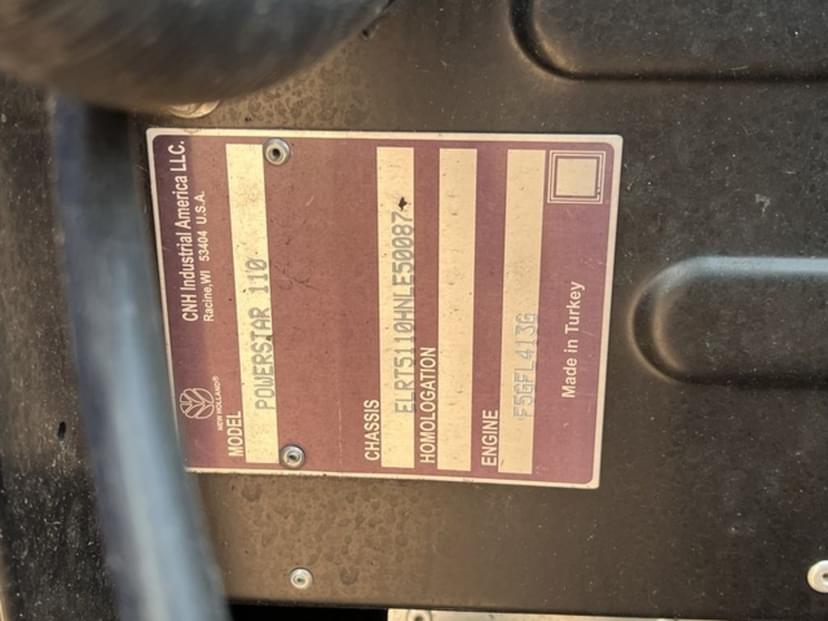 CNH Industrial America LLC.
Racine,WI 53404 U.S.A.
NEW HOLLAND®
MODEL POWERSTAR 110
CHASSIS ELRT5110HNLE50087
HOMOLOGATION
ENGINE F5GFL413G
Made in Turkey